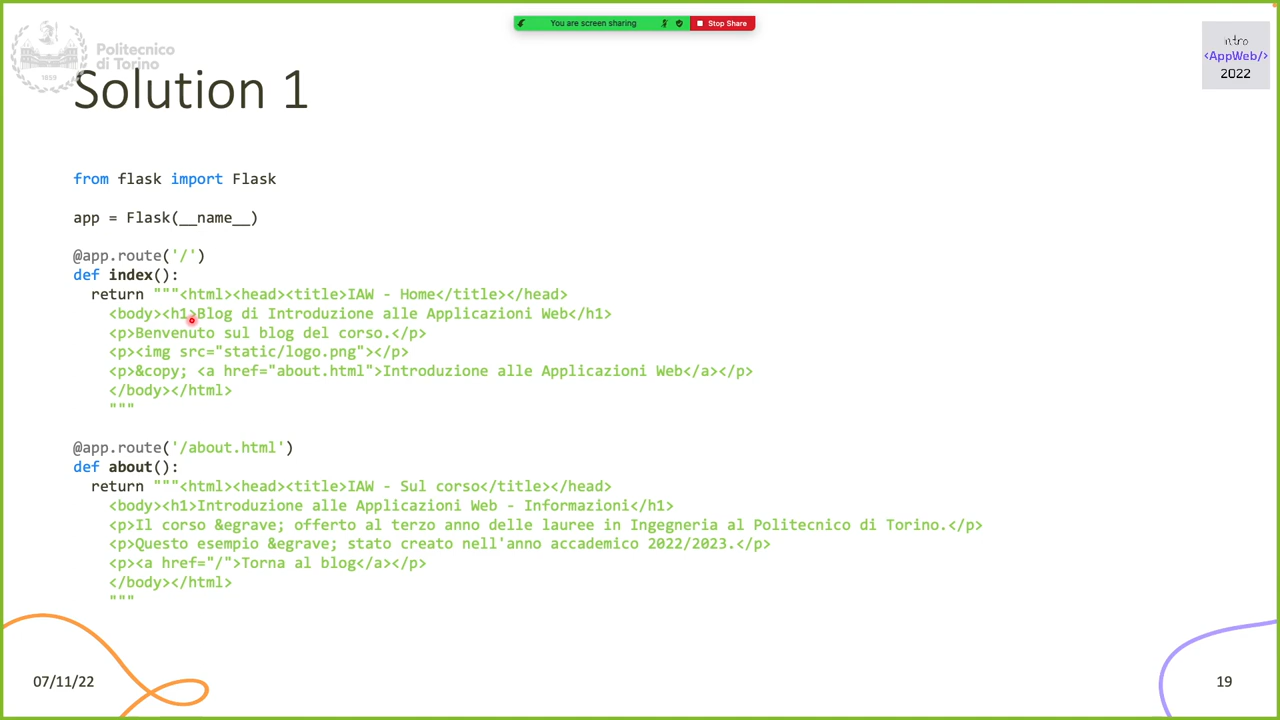 You are screen sharing
Stop Share
Politecnico
di Torino
1859
intro
<AppWeb/>
2022
Solution 1
from flask import Flask
app = Flask(__name__)
@app.route('/')
def index():
return """<html><head><title>IAW - Home</title></head>
<body><h1>Blog di Introduzione alle Applicazioni Web</h1>
<p>Benvenuto sul blog del corso.</p>
<p><img src="static/logo.png"></p>
<p>&copy; <a href="about.html">Introduzione alle Applicazioni Web</a></p>
</body></html>
"""
@app.route('/about.html')
def about():
return """<html><head><title>IAW - Sul corso</title></head>
<body><h1>Introduzione alle Applicazioni Web - Informazioni</h1>
<p>Il corso &egrave; offerto al terzo anno delle lauree in Ingegneria al Politecnico di Torino.</p>
<p>Questo esempio &egrave; stato creato nell'anno accademico 2022/2023.</p>
<p><a href="/">Torna al blog</a></p>
</body></html>
"""
07/11/22
19